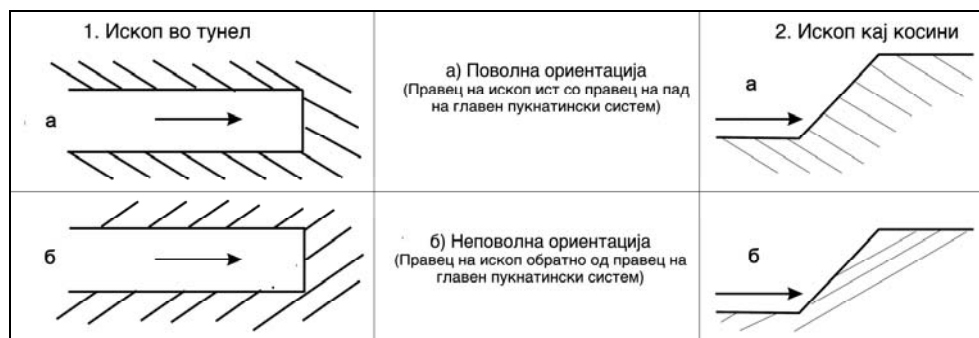 1. Ископ во тунел
2. Ископ кај косини
а
а) Поволна ориентација
(Правец на ископ ист со правец на пад
на главен пукнатински систем)
а
б
б) Неповолна ориентација
(Правец на ископ обратно од правец на
главен пукнатински систем)
б